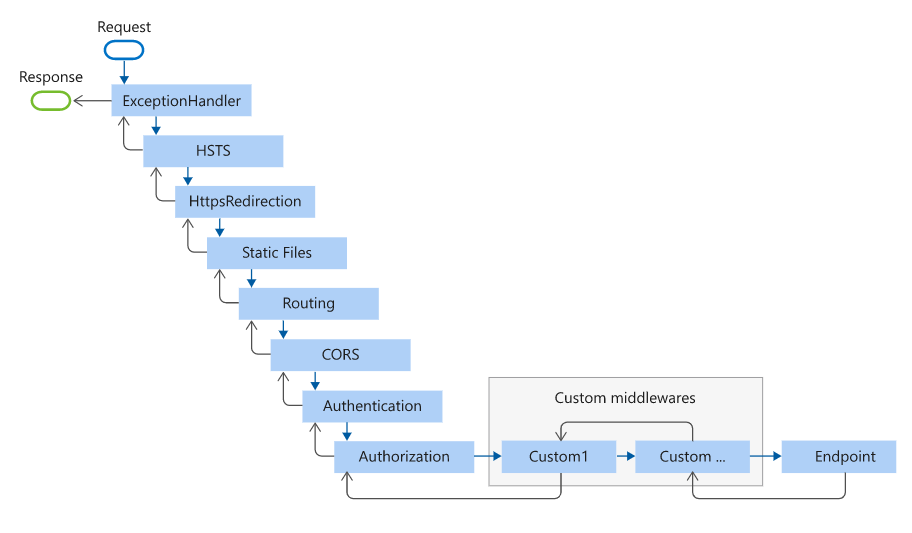 Request
Response
ExceptionHandler
HSTS
HttpsRedirection
Static Files
Routing
CORS
Authentication
Custom middlewares
Authorization
Custom1
Custom ...
Endpoint